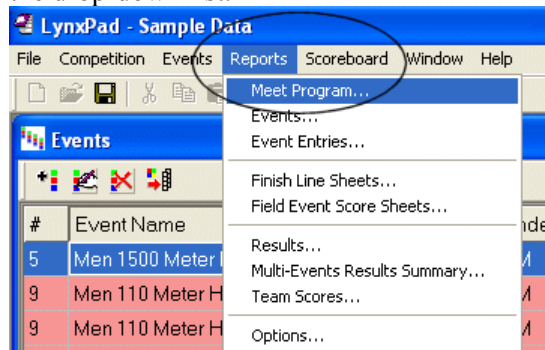 LynxPad - Sample Data
File Competition Events Reports Scoreboard Window Help
Meet Program...
Events...
Event Entries...
Finish Line Sheets...
Field Event Score Sheets...
Results...
Multi-Events Results Summary...
Team Scores...
Options...
Events
# Event Name
5 Men 1500 Meter
9 Men 110 Meter H
9 Men 110 Meter H